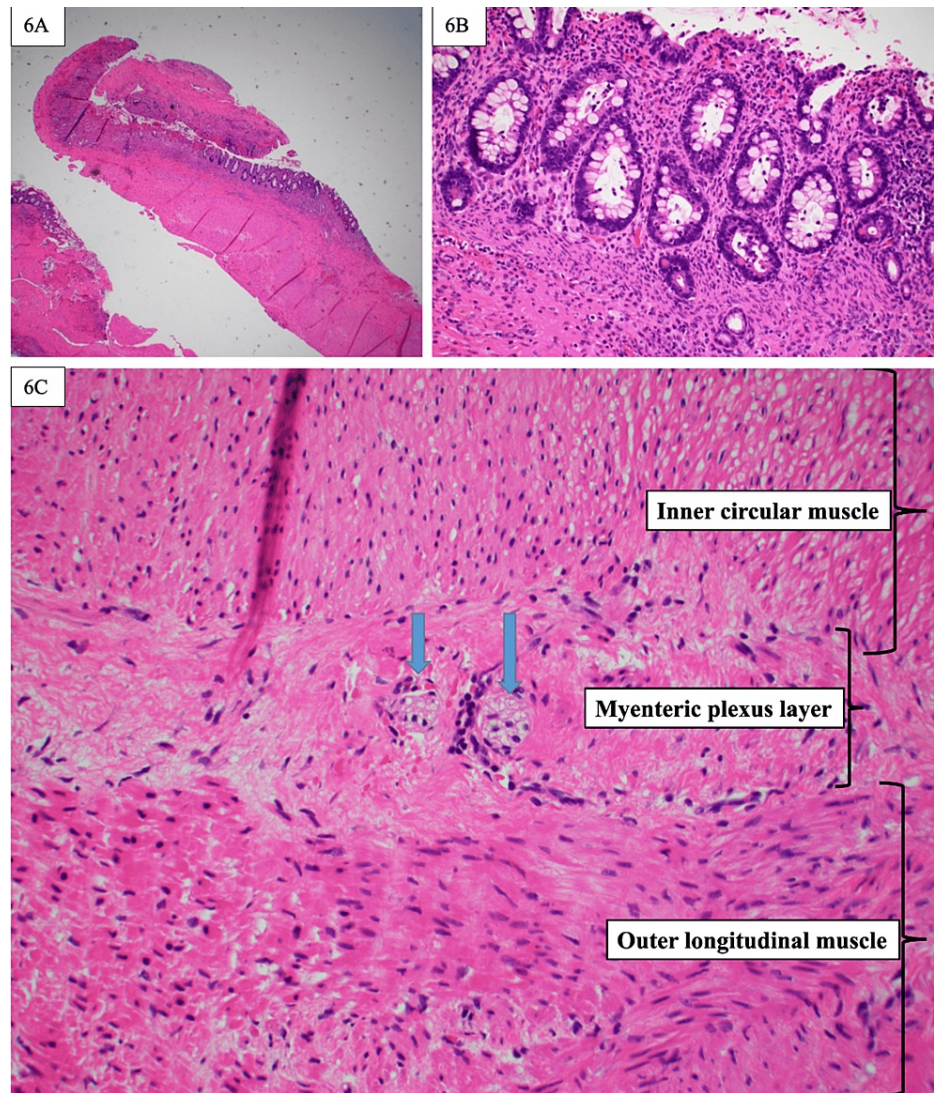 6A
6B
6C
Inner circular muscle
Myenteric plexus layer
Outer longitudinal muscle